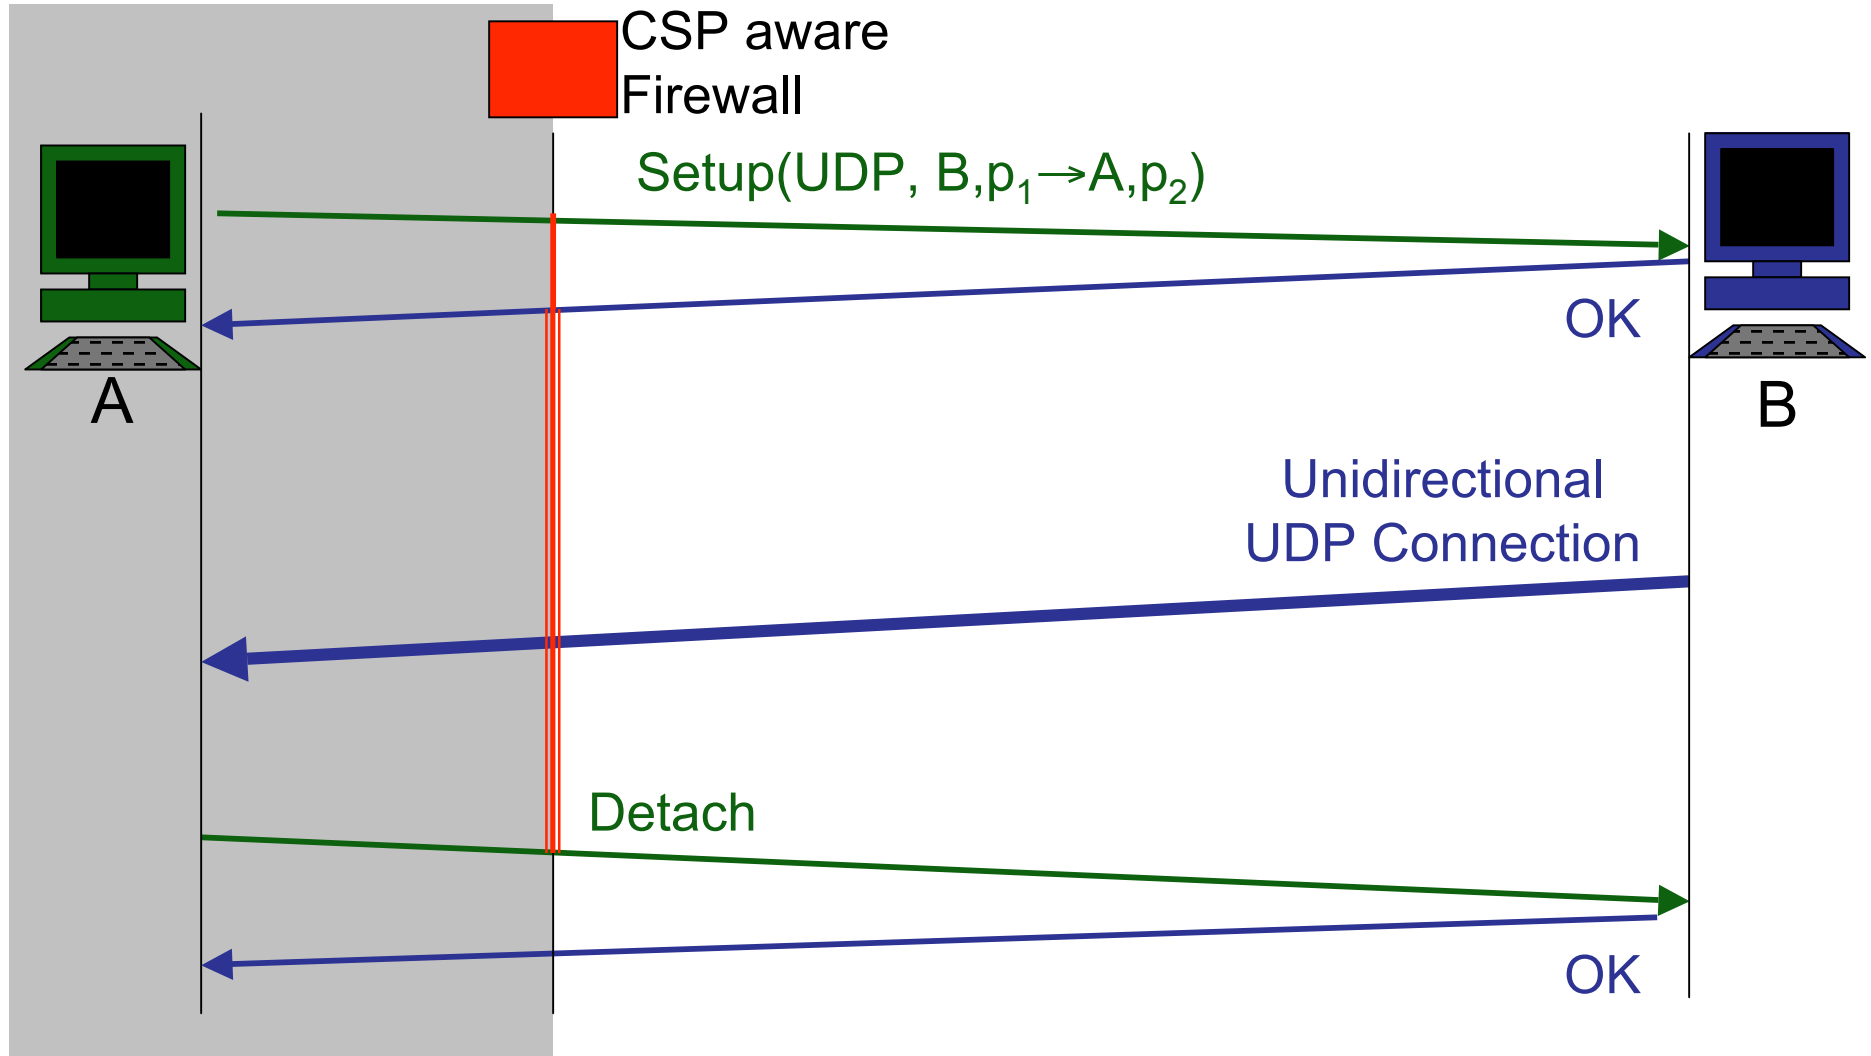 CSP aware
Firewall
Setup(UDP, B,p₁→A,p₂)
OK
A
B
Unidirectional
UDP Connection
Detach
OK